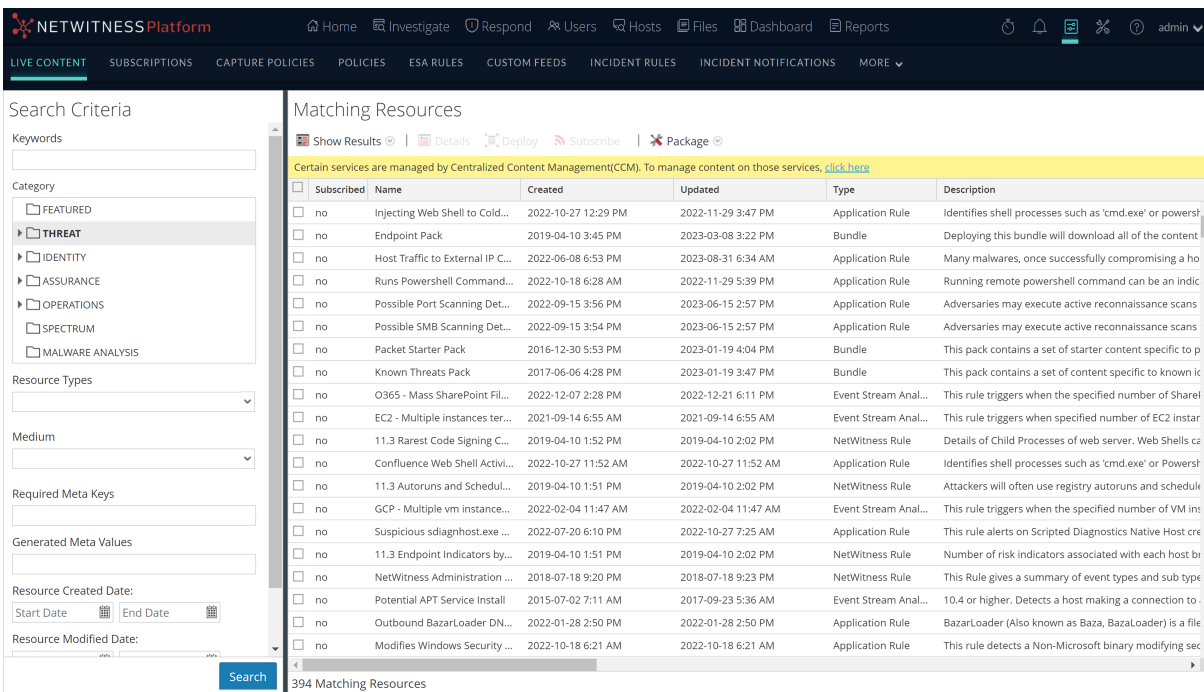 NETWITNESS Platform Home Investigate Respond Users Hosts Files Dashboard Reports admin
LIVE CONTENT SUBSCRIPTIONS CAPTURE POLICIES POLICIES ESA RULES CUSTOM FEEDS INCIDENT RULES INCIDENT NOTIFICATIONS MORE
Search Criteria
Keywords
Category
FEATURED
THREAT
IDENTITY
ASSURANCE
OPERATIONS
SPECTRUM
MALWARE ANALYSIS
Resource Types
Medium
Required Meta Keys
Generated Meta Values
Resource Created Date:
Start Date End Date
Resource Modified Date:
Search
Matching Resources
Show Results Details Deploy Subscribe Package
Certain services are managed by Centralized Content Management(CCM). To manage content on those services, click here
Subscribed Name Created Updated Type Description
no Injecting Web Shell to Cold... 2022-10-27 12:29 PM 2022-11-29 3:47 PM Application Rule Identifies shell processes such as 'cmd.exe' or powersh
no Endpoint Pack 2019-04-10 3:45 PM 2023-03-08 3:22 PM Bundle Deploying this bundle will download all of the content
no Host Traffic to External IP C... 2022-06-08 6:53 PM 2023-08-31 6:34 AM Application Rule Many malwares, once successfully compromising a ho
no Runs Powershell Command... 2022-10-18 6:28 AM 2022-11-29 5:39 PM Application Rule Running remote powershell command can be an indic
no Possible Port Scanning Det... 2022-09-15 3:56 PM 2023-06-15 2:57 PM Application Rule Adversaries may execute active reconnaissance scans
no Possible SMB Scanning Det... 2022-09-15 3:54 PM 2023-06-15 2:57 PM Application Rule Adversaries may execute active reconnaissance scans
no Packet Starter Pack 2016-12-30 5:53 PM 2023-01-19 4:04 PM Bundle This pack contains a set of starter content specific to p
no Known Threats Pack 2017-06-06 4:28 PM 2023-01-19 3:47 PM Bundle This pack contains a set of content specific to known ic
no O365 - Mass SharePoint Fil... 2022-12-07 2:28 PM 2022-12-21 6:11 PM Event Stream Anal... This rule triggers when the specified number of Sharel
no EC2 - Multiple instances ter... 2021-09-14 6:55 AM 2021-09-14 6:55 AM Event Stream Anal... This rule triggers when specified number of EC2 instar
no 11.3 Rarest Code Signing C... 2019-04-10 1:52 PM 2019-04-10 2:02 PM NetWitness Rule Details of Child Processes of web server. Web Shells ca
no Confluence Web Shell Activi... 2022-10-27 11:52 AM 2022-10-27 11:52 AM Application Rule Identifies shell processes such as 'cmd.exe' or Powersh
no 11.3 Autoruns and Schedul... 2019-04-10 1:51 PM 2019-04-10 2:02 PM NetWitness Rule Attackers will often use registry autoruns and schedule
no GCP - Multiple vm instance... 2022-02-04 11:47 AM 2022-02-04 11:47 AM Event Stream Anal... This rule triggers when the specified number of VM ins
no Suspicious sdiagnhost.exe ... 2022-07-20 6:10 PM 2022-10-27 7:25 AM Application Rule This rule alerts on Scripted Diagnostics Native Host cre
no 11.3 Endpoint Indicators by... 2019-04-10 1:51 PM 2019-04-10 2:02 PM NetWitness Rule Number of risk indicators associated with each host br
no NetWitness Administration ... 2018-07-18 9:20 PM 2018-07-18 9:23 PM NetWitness Rule This Rule gives a summary of event types and sub type
no Potential APT Service Install 2015-07-02 7:11 AM 2017-09-23 5:36 AM Event Stream Anal... 10.4 or higher. Detects a host making a connection to
no Outbound BazarLoader DN... 2022-01-28 2:50 PM 2022-01-28 2:50 PM Application Rule BazarLoader (Also known as Baza, BazaLoader) is a file
no Modifies Windows Security ... 2022-10-18 6:21 AM 2022-10-18 6:21 AM Application Rule This rule detects a Non-Microsoft binary modifying sec
394 Matching Resources